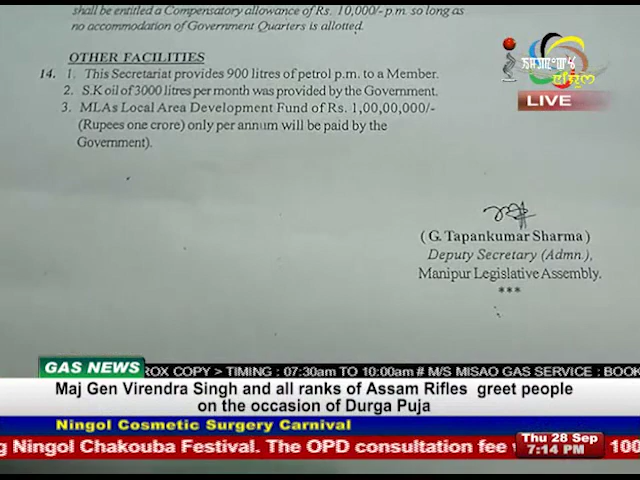 shall be entitled a Compensatory allowance of Rs. 10,000/- p.m. so long as
no accommodation of Government Quarters is allotted.
OTHER FACILITIES
14. 1. This Secretariat provides 900 litres of petrol p.m. to a Member.
2. S.K oil of 3000 litres per month was provided by the Government.
3. MLAs Local Area Development Fund of Rs. 1,00,00,000/-
(Rupees one crore) only per annum will be paid by the
Government).
LIVE
( G. Tapankumar Sharma )
Deputy Secretary (Admn.),
Manipur Legislative Assembly.
***
GAS NEWS
ROX COPY > TIMING : 07:30am TO 10:00am # M/S MISAO GAS SERVICE : BOOK
Maj Gen Virendra Singh and all ranks of Assam Rifles greet people
on the occasion of Durga Puja
Ningol Cosmetic Surgery Carnival
g Ningol Chakouba Festival. The OPD consultation fee
Thu 28 Sep
7:14 PM
100